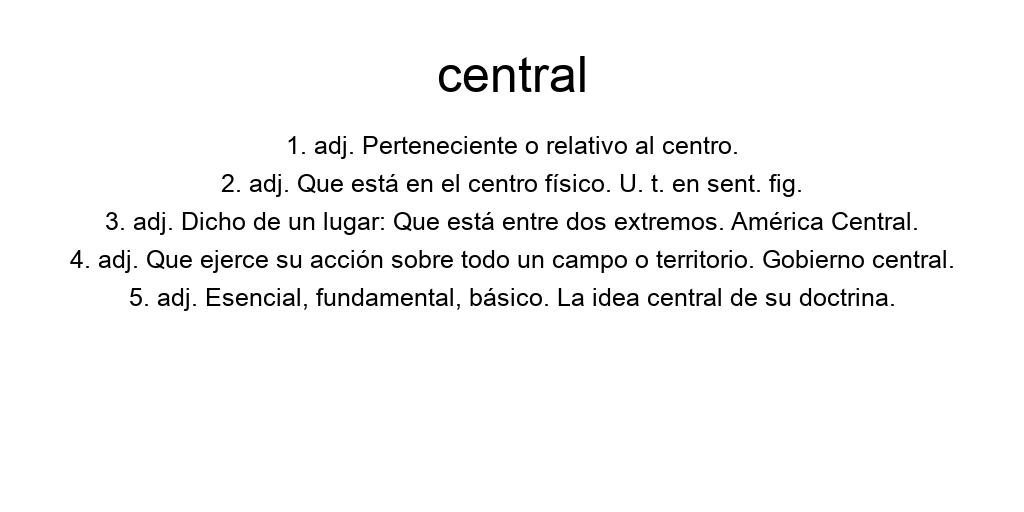 central
1. adj. Perteneciente o relativo al centro.
2. adj. Que está en el centro físico. U. t. en sent. fig.
3. adj. Dicho de un lugar: Que está entre dos extremos. América Central.
4. adj. Que ejerce su acción sobre todo un campo o territorio. Gobierno central.
5. adj. Esencial, fundamental, básico. La idea central de su doctrina.